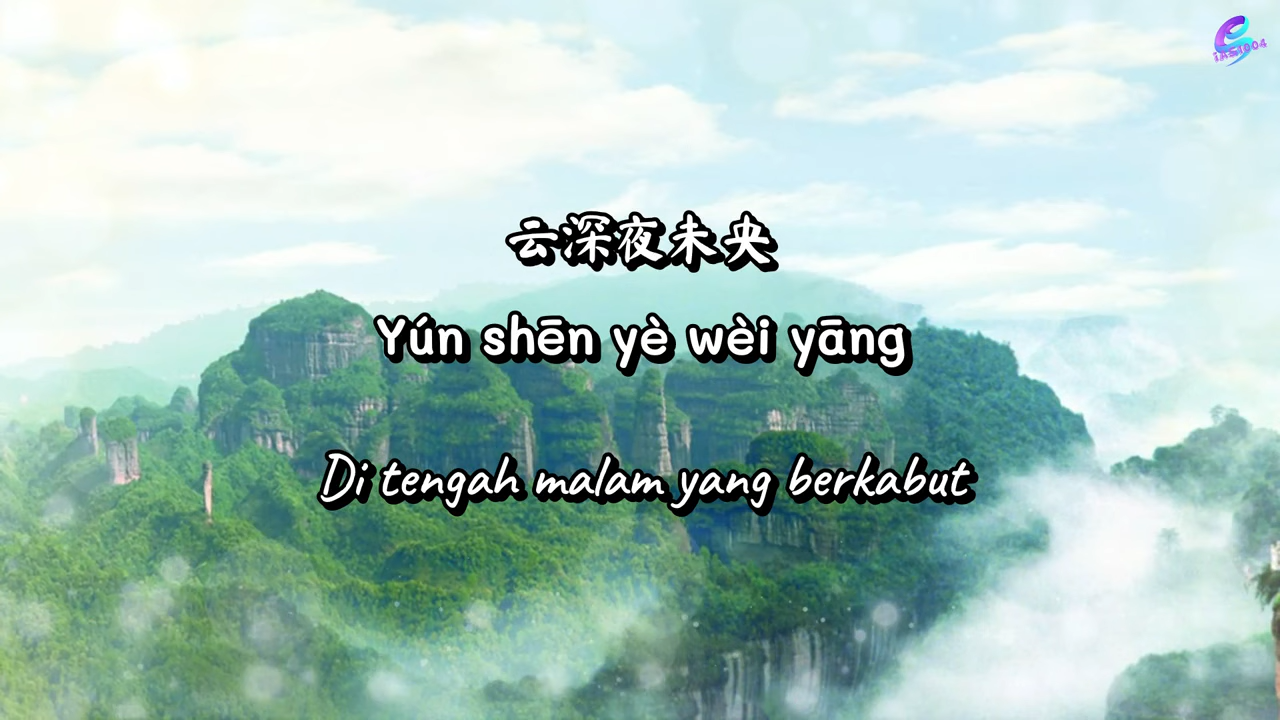 云深夜未央
Yún shēn yè wèi yāng
Di tengah malam yang berkabut